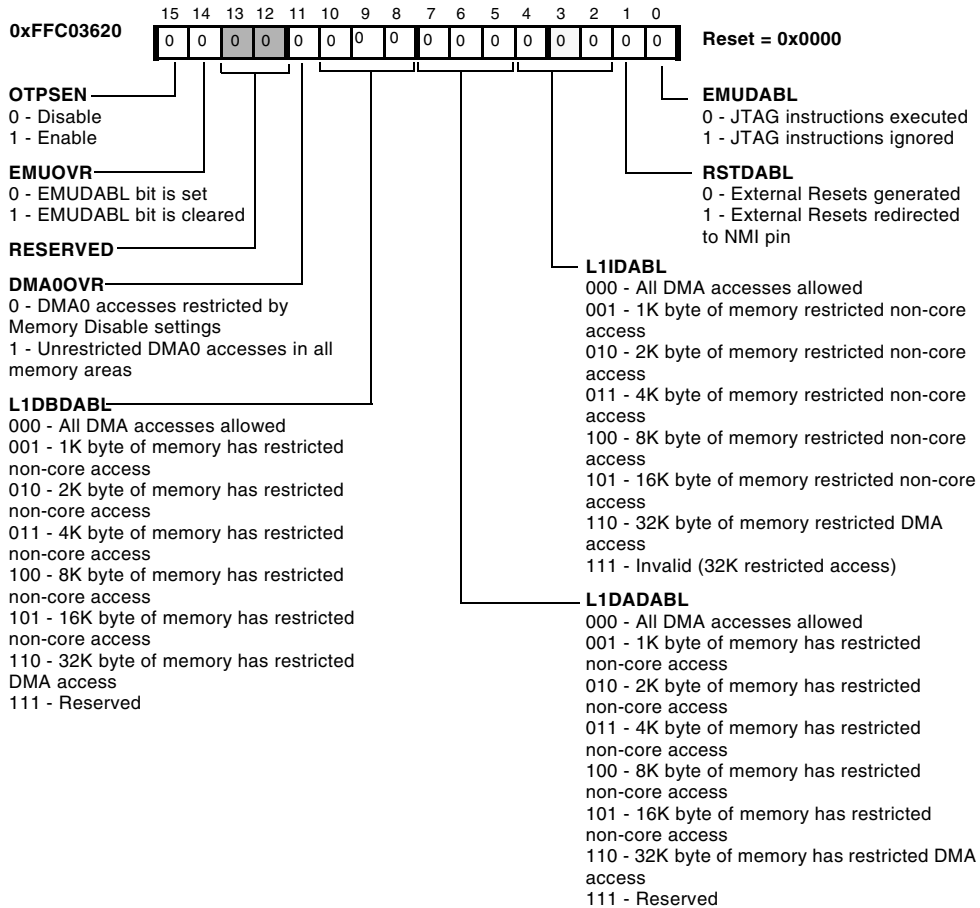 0xFFC03620
15 14 13 12 11 10 9 8 7 6 5 4 3 2 1 0
0 0 0 0 0 0 0 0 0 0 0 0 0 0 0 0
Reset = 0x0000
OTPSEN
0 - Disable
1 - Enable
EMUOVR
0 - EMUDABL bit is set
1 - EMUDABL bit is cleared
RESERVED
DMA0OVR
0 - DMA0 accesses restricted by
Memory Disable settings
1 - Unrestricted DMA0 accesses in all
memory areas
L1DBDABL
000 - All DMA accesses allowed
001 - 1K byte of memory has restricted
non-core access
010 - 2K byte of memory has restricted
non-core access
011 - 4K byte of memory has restricted
non-core access
100 - 8K byte of memory has restricted
non-core access
101 - 16K byte of memory has restricted
non-core access
110 - 32K byte of memory has restricted
DMA access
111 - Reserved
EMUDABL
0 - JTAG instructions executed
1 - JTAG instructions ignored
RSTDABL
0 - External Resets generated
1 - External Resets redirected
to NMI pin
L1IDABL
000 - All DMA accesses allowed
001 - 1K byte of memory restricted non-core
access
010 - 2K byte of memory restricted non-core
access
011 - 4K byte of memory restricted non-core
access
100 - 8K byte of memory restricted non-core
access
101 - 16K byte of memory restricted non-core
access
110 - 32K byte of memory restricted DMA
access
111 - Invalid (32K restricted access)
L1DADABL
000 - All DMA accesses allowed
001 - 1K byte of memory has restricted
non-core access
010 - 2K byte of memory has restricted
non-core access
011 - 4K byte of memory has restricted
non-core access
100 - 8K byte of memory has restricted
non-core access
101 - 16K byte of memory has restricted
non-core access
110 - 32K byte of memory has restricted DMA
access
111 - Reserved